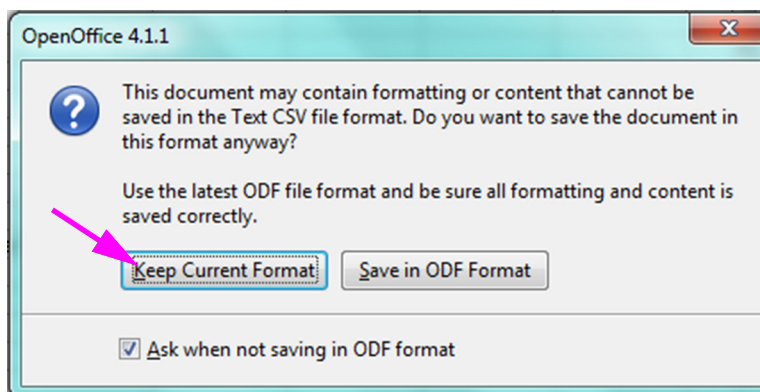 OpenOffice 4.1.1
This document may contain formatting or content that cannot be
saved in the Text CSV file format. Do you want to save the document in
this format anyway?
Use the latest ODF file format and be sure all formatting and content is
saved correctly.
Keep Current Format Save in ODF Format
Ask when not saving in ODF format